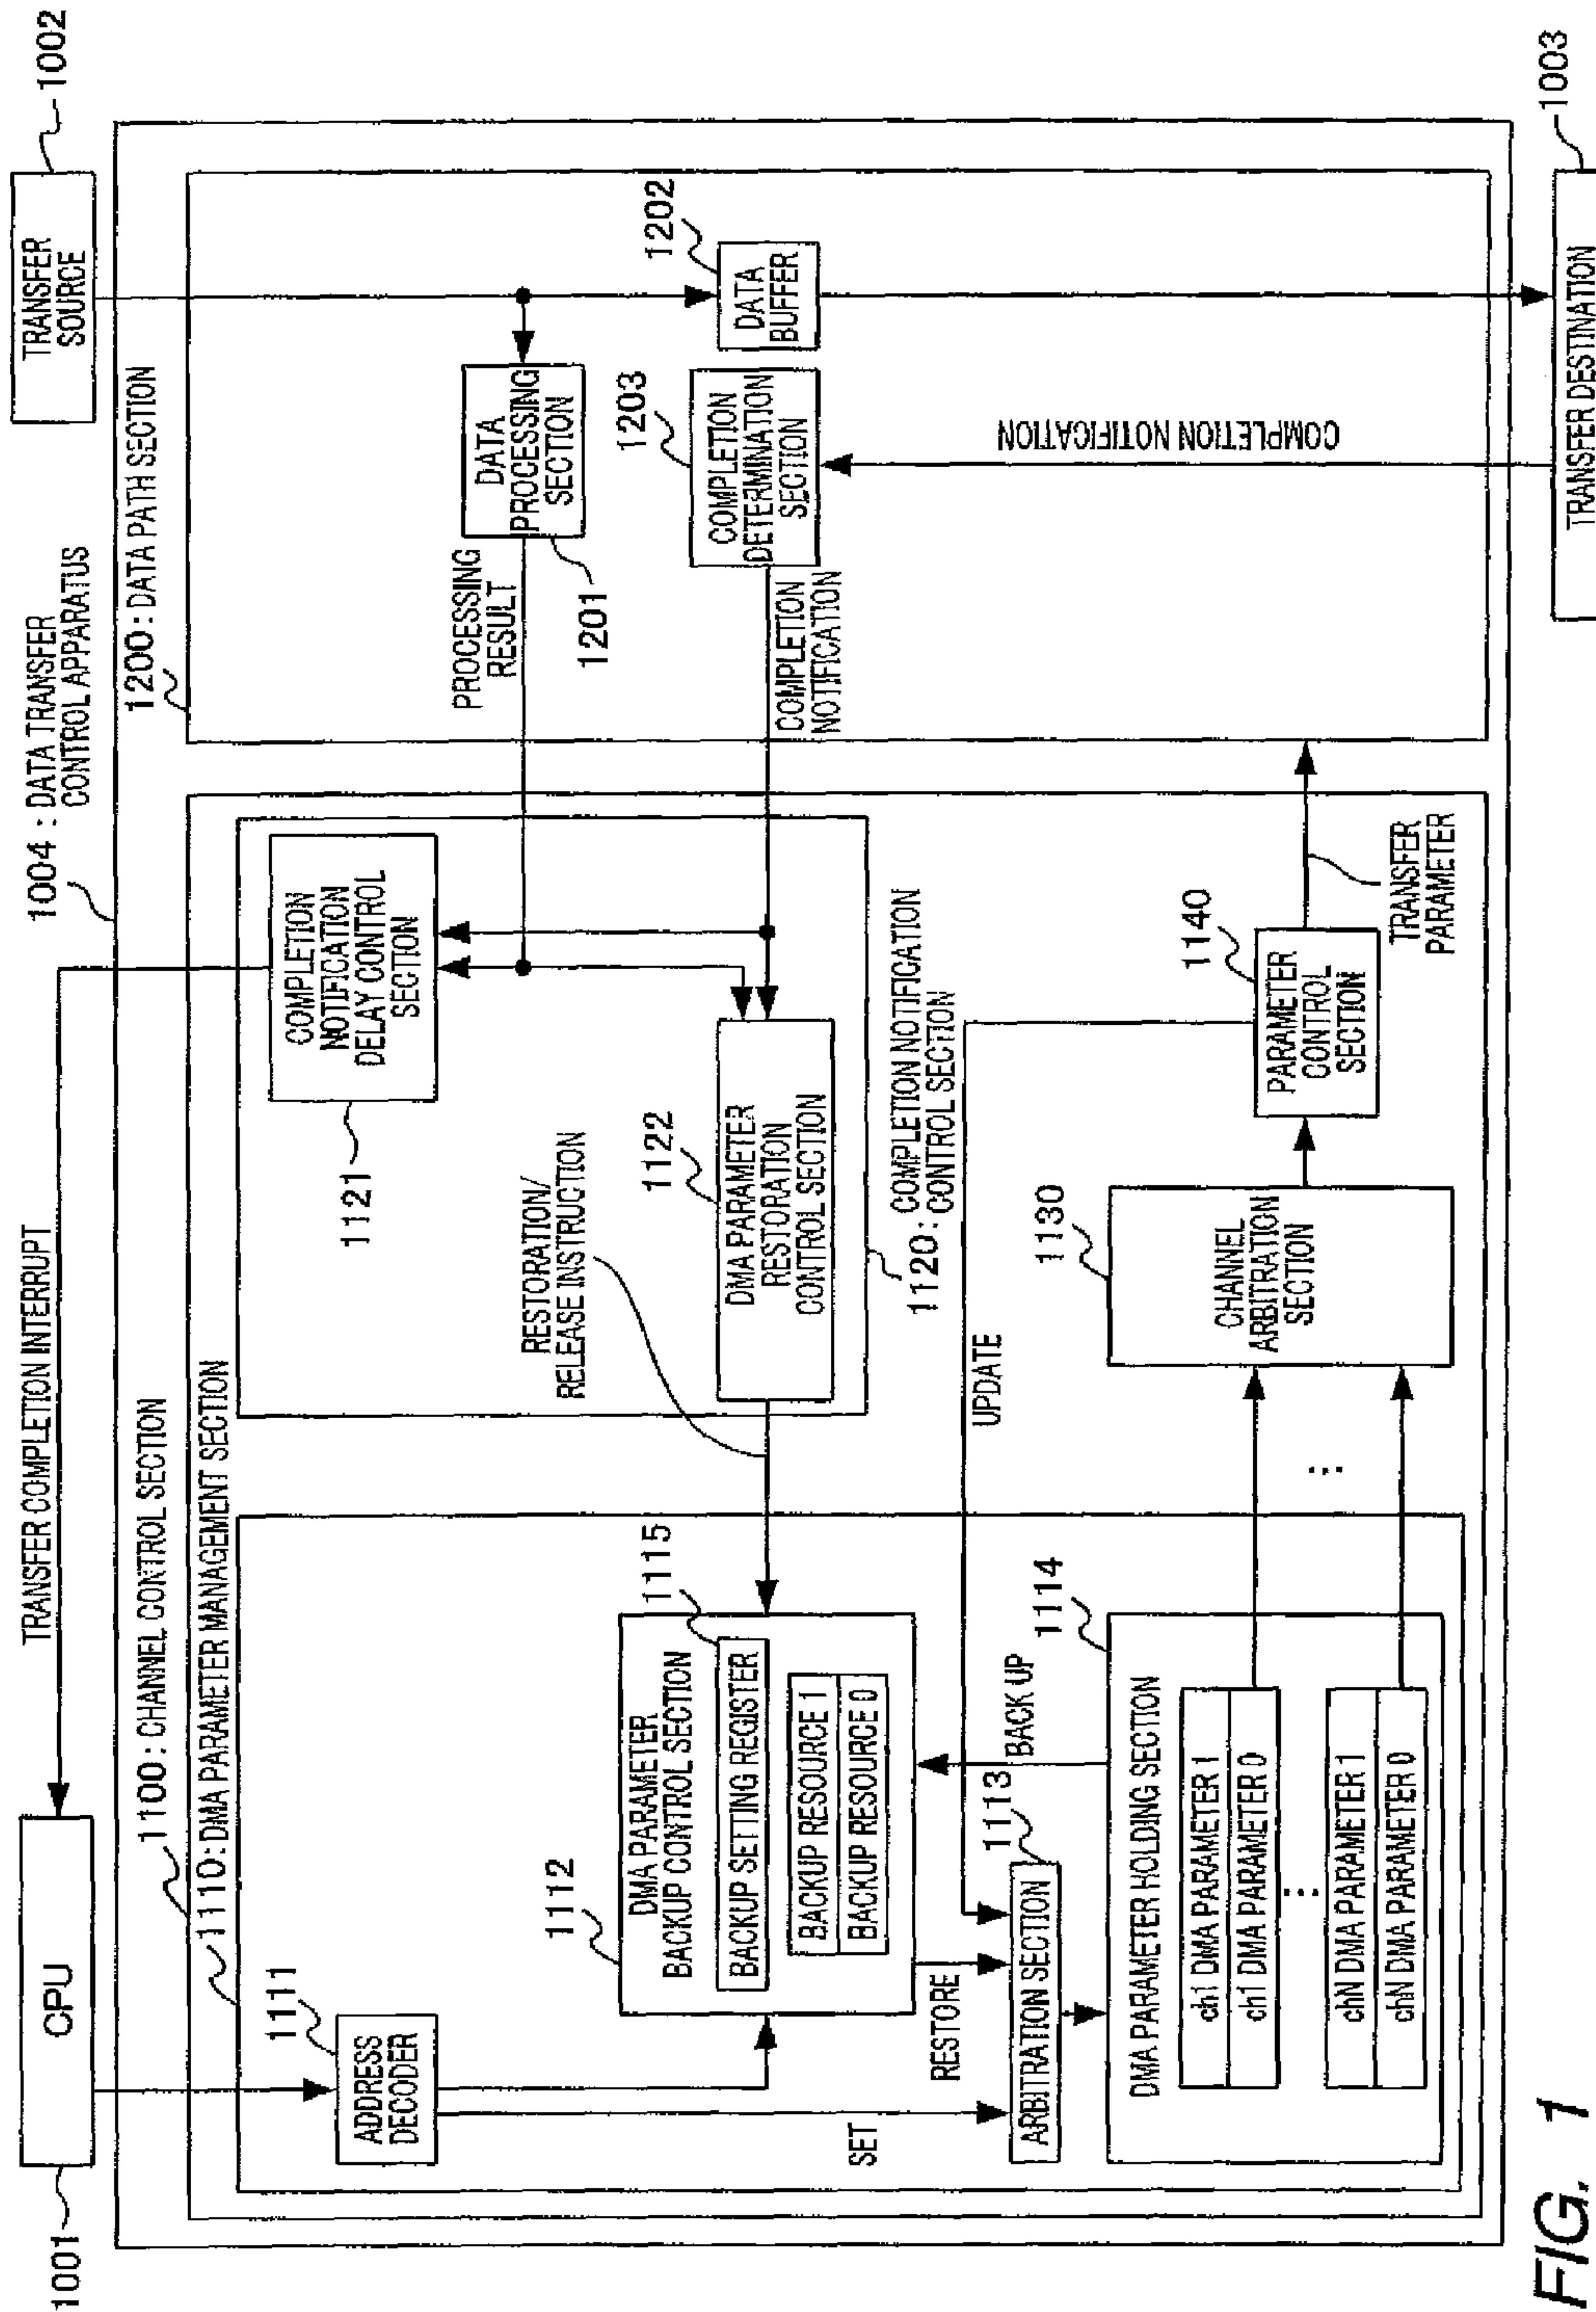 1001
CPU
TRANSFER COMPLETION INTERRUPT
TRANSFER
SOURCE
1002
1004 : DATA TRANSFER
CONTROL APPARATUS
1100 : CHANNEL CONTROL SECTION
1110 : DMA PARAMETER MANAGEMENT SECTION
1200 : DATA PATH SECTION
1111
ADDRESS
DECODER
SET
1112
DMA PARAMETER
BACKUP CONTROL SECTION
1115
BACKUP SETTING REGISTER
BACKUP RESOURCE 1
BACKUP RESOURCE 0
RESTORE
BACK UP
1113
ARBITRATION SECTION
1114
DMA PARAMETER HOLDING SECTION
ch1 DMA PARAMETER 1
ch1 DMA PARAMETER 0
...
chN DMA PARAMETER 1
chN DMA PARAMETER 0
COMPLETION
NOTIFICATION
DELAY CONTROL
SECTION
1121
RESTORATION/
RELEASE INSTRUCTION
1122
DMA PARAMETER
RESTORATION
CONTROL SECTION
1120 : COMPLETION NOTIFICATION
CONTROL SECTION
UPDATE
...
1130
CHANNEL
ARBITRATION
SECTION
1140
PARAMETER
CONTROL
SECTION
TRANSFER
PARAMETER
PROCESSING
RESULT
DATA
PROCESSING
SECTION
1201
COMPLETION
NOTIFICATION
1203
COMPLETION
DETERMINATION
SECTION
1202
DATA
BUFFER
COMPLETION NOTIFICATION
TRANSFER DESTINATION
1003
FIG. 1